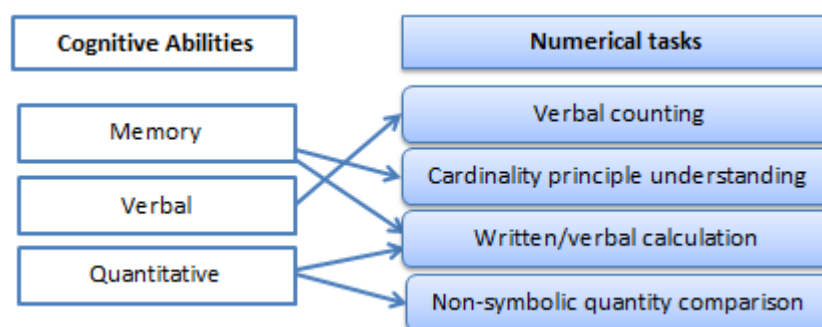 Cognitive Abilities
Memory
Verbal
Quantitative
Numerical tasks
Verbal counting
Cardinality principle understanding
Written/verbal calculation
Non-symbolic quantity comparison